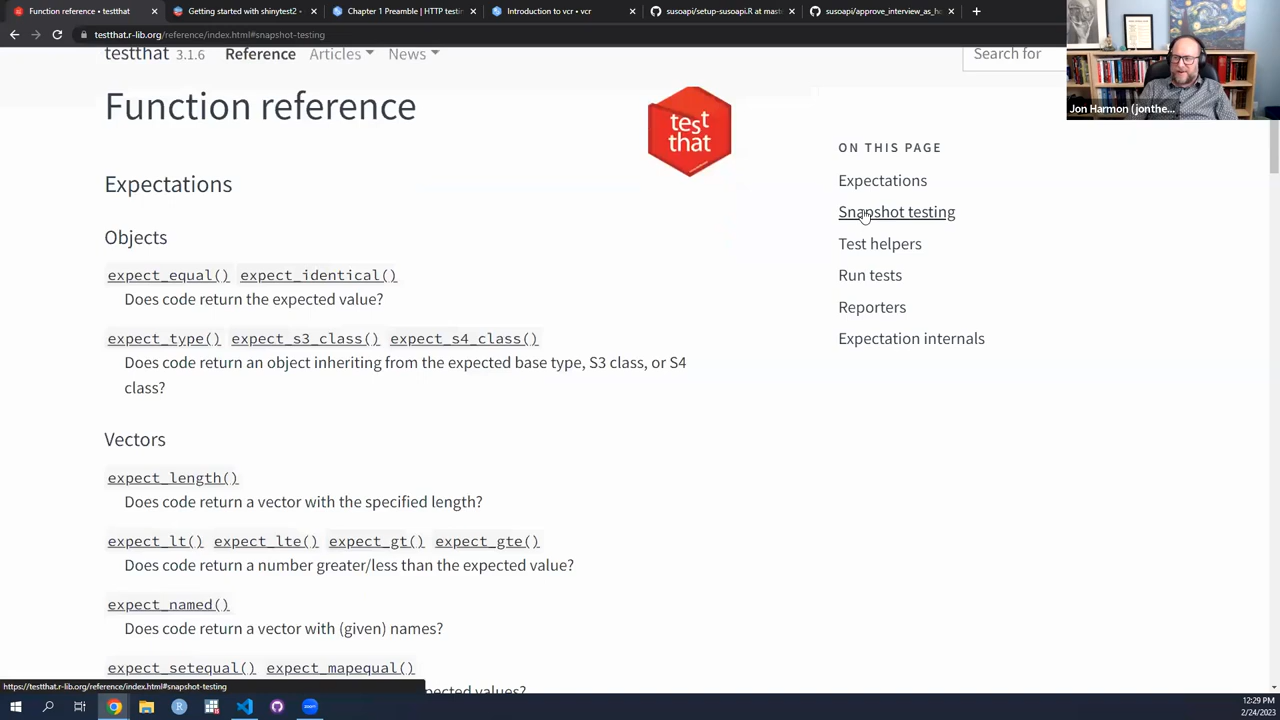 Function reference
Getting started with shinytest2 •
Chapter 1 Preamble | HTTP testi
Introduction to vcr • vcr
susoapi/setup-susoapi.R at mast
susoapi/approve_interview_as_h
testthat.r-lib.org/reference/index.html#snapshot-testing
testthat 3.1.6 Reference Articles News
Search for
Jon Harmon (jonthe...
Function reference
test
that
ON THIS PAGE
Expectations
Snapshot testing
Test helpers
Run tests
Reporters
Expectation internals
Expectations
Objects
expect_equal() expect_identical()
Does code return the expected value?
expect_type() expect_s3_class() expect_s4_class()
Does code return an object inheriting from the expected base type, S3 class, or S4
class?
Vectors
expect_length()
Does code return a vector with the specified length?
expect_lt() expect_lte() expect_gt() expect_gte()
Does code return a number greater/less than the expected value?
expect_named()
Does code return a vector with (given) names?
expect_setequal() expect_mapequal()
expected values?
https://testthat.r-lib.org/reference/index.html#snapshot-testing
12:29 PM
2/24/2023